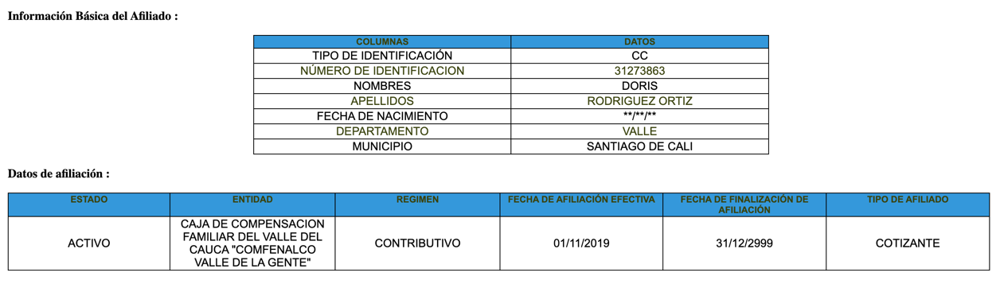 Información Básica del Afiliado :
COLUMNAS DATOS
TIPO DE IDENTIFICACIÓN CC
NÚMERO DE IDENTIFICACION 31273863
NOMBRES DORIS
APELLIDOS RODRIGUEZ ORTIZ
FECHA DE NACIMIENTO **/**/**
DEPARTAMENTO VALLE
MUNICIPIO SANTIAGO DE CALI
Datos de afiliación :
ESTADO ENTIDAD REGIMEN FECHA DE AFILIACIÓN EFECTIVA FECHA DE FINALIZACIÓN DE
AFILIACIÓN TIPO DE AFILIADO
ACTIVO CAJA DE COMPENSACION
FAMILIAR DEL VALLE DEL
CAUCA "COMFENALCO
VALLE DE LA GENTE" CONTRIBUTIVO 01/11/2019 31/12/2999 COTIZANTE